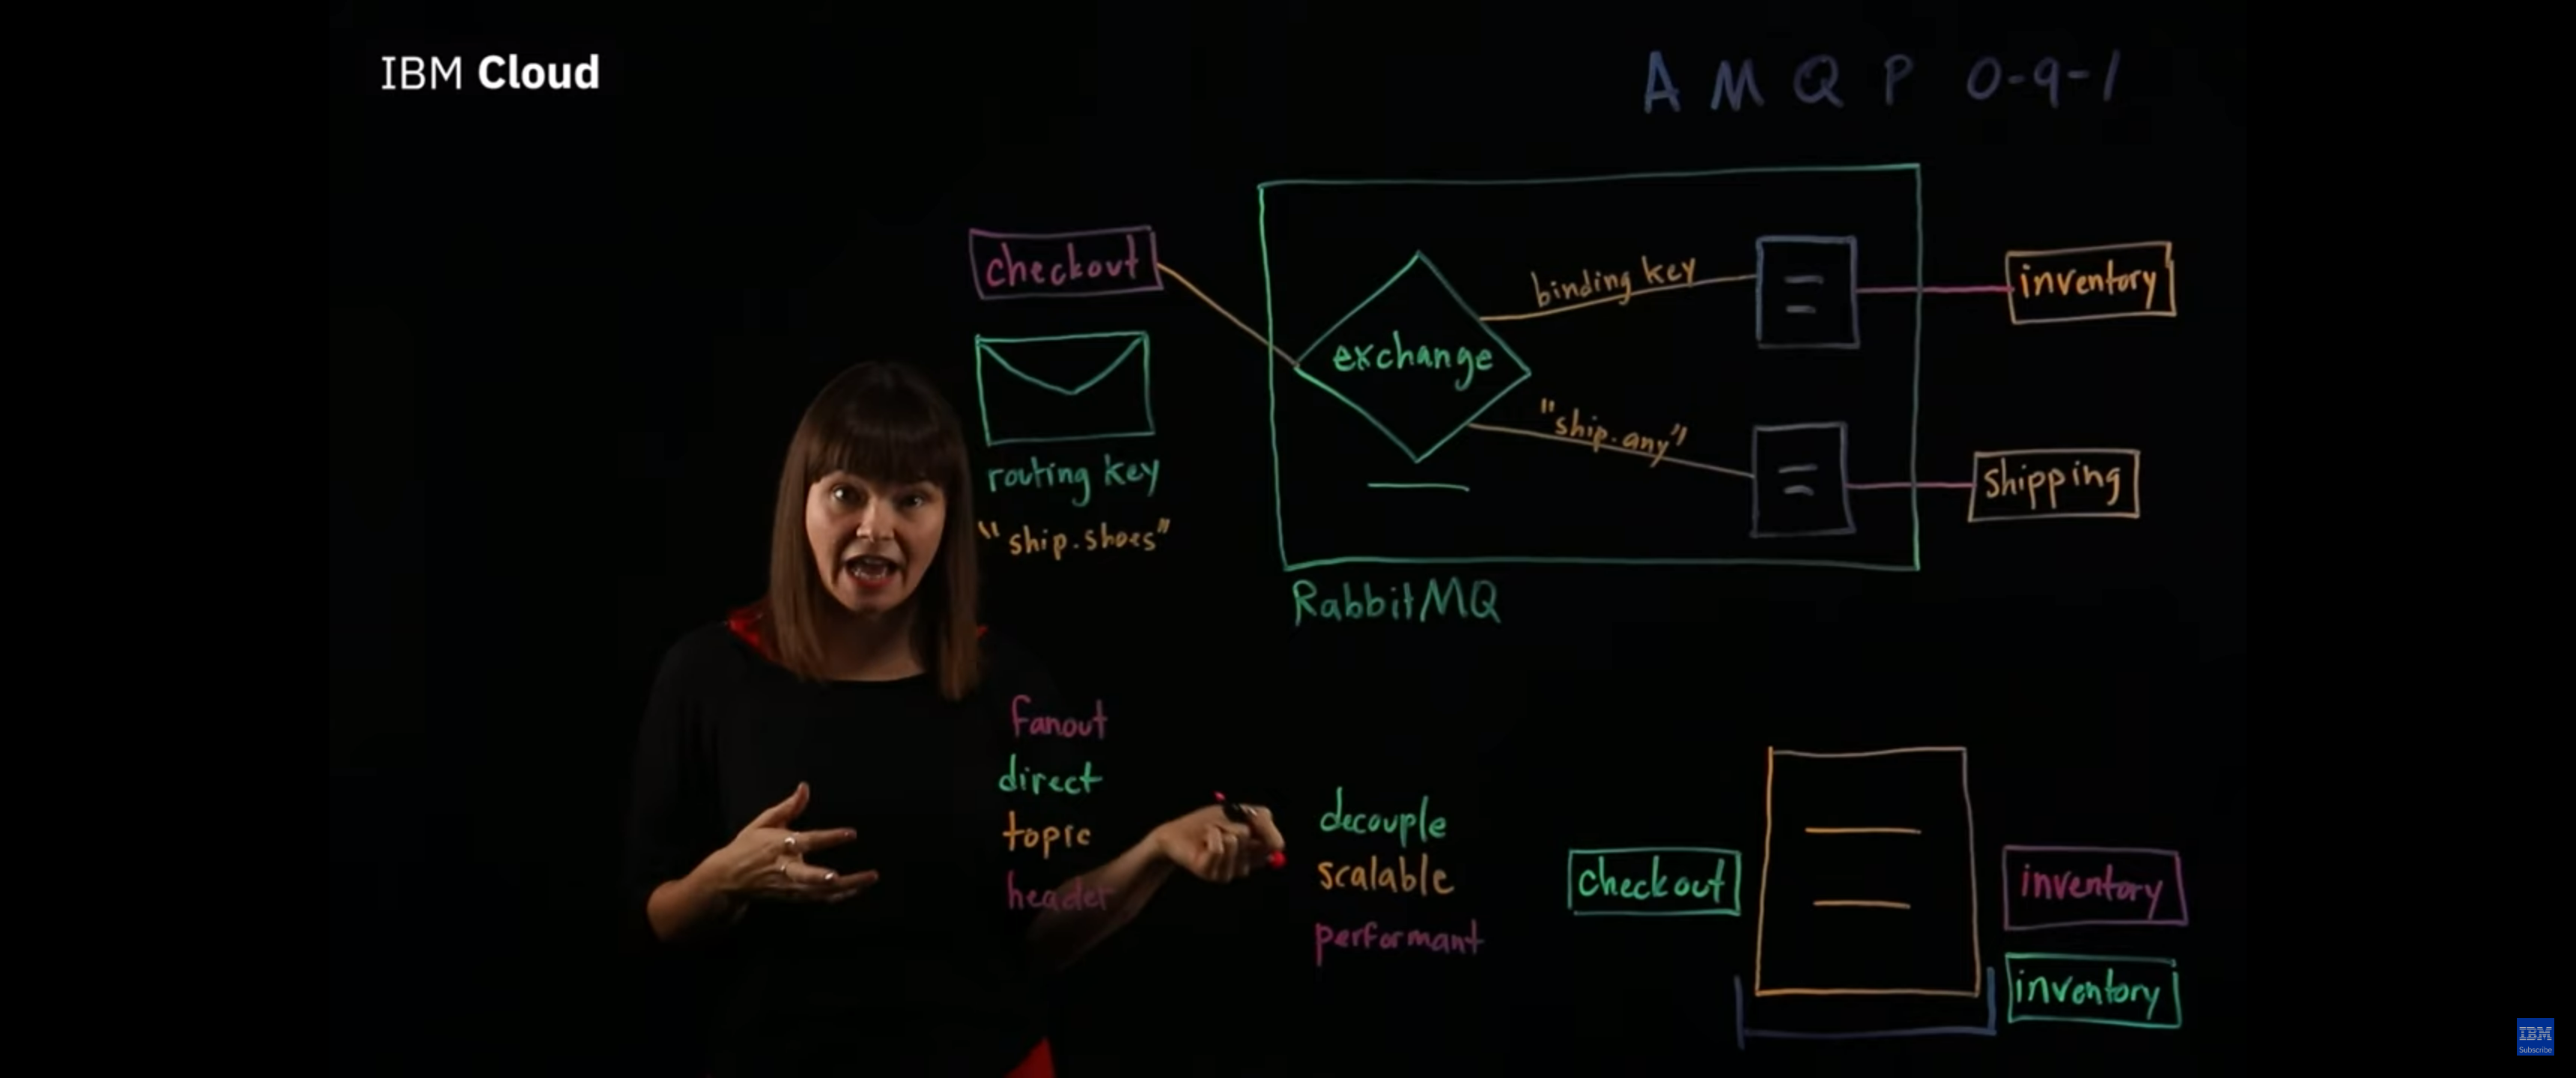 IBM Cloud
A M Q P 0-9-1
checkout
routing key
"ship.shoes"
exchange
binding key
"ship.any"
inventory
shipping
RabbitMQ
fanout
direct
topic
header
decouple
scalable
performant
checkout
inventory
inventory
IBM
Subscribe